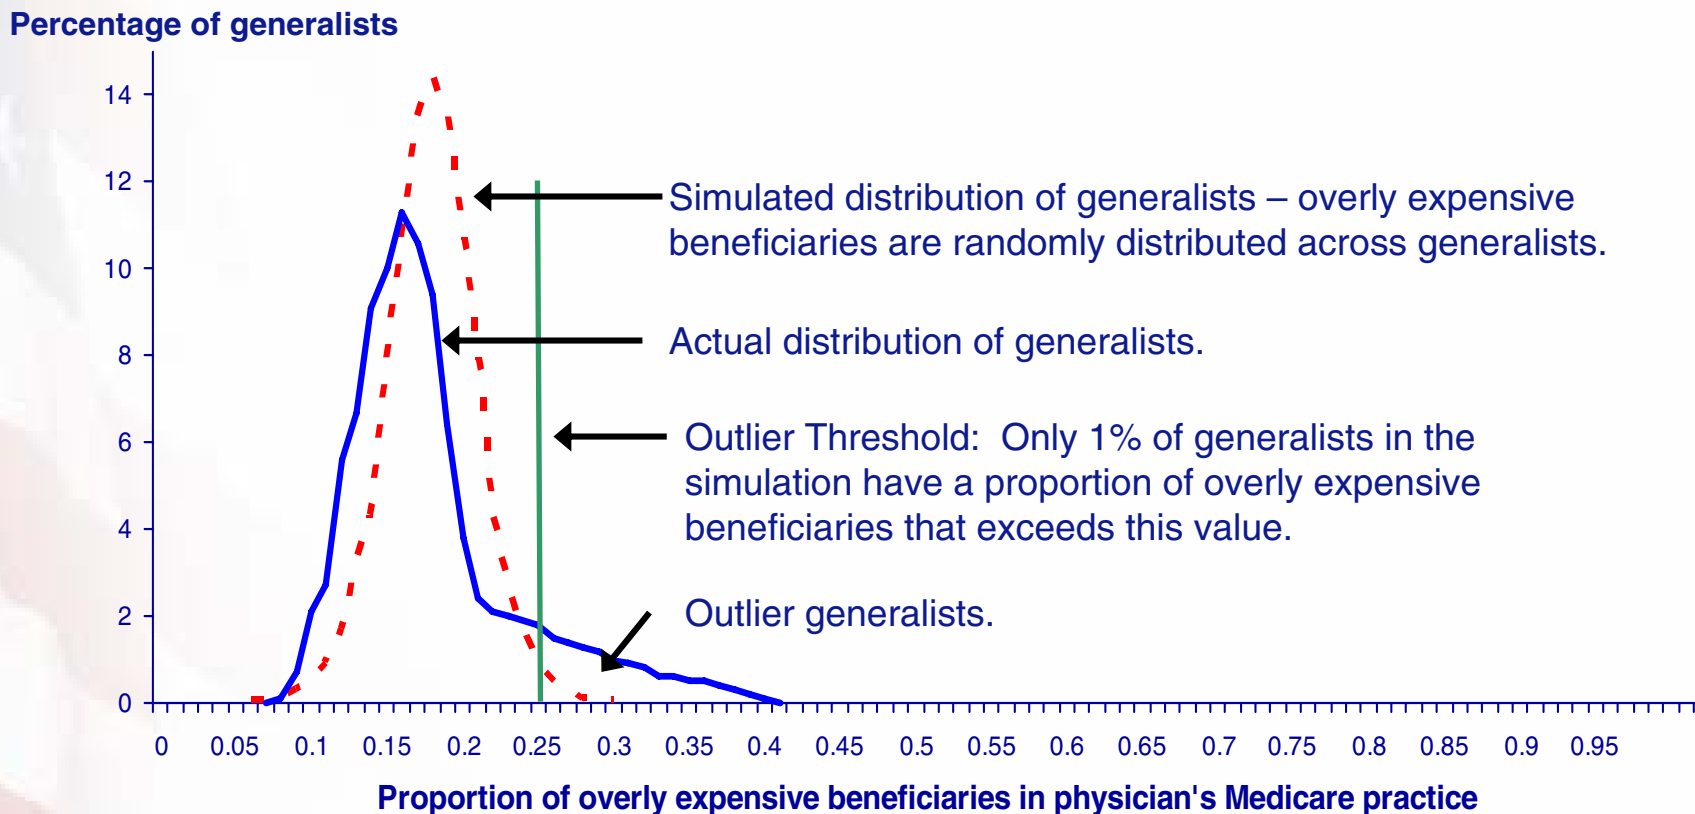 Percentage of generalists
14
12
10
8
6
4
2
0
Simulated distribution of generalists – overly expensive
beneficiaries are randomly distributed across generalists.
Actual distribution of generalists.
Outlier Threshold:  Only 1% of generalists in the
simulation have a proportion of overly expensive
beneficiaries that exceeds this value.
Outlier generalists.
0 0.05 0.1 0.15 0.2 0.25 0.3 0.35 0.4 0.45 0.5 0.55 0.6 0.65 0.7 0.75 0.8 0.85 0.9 0.95
Proportion of overly expensive beneficiaries in physician's Medicare practice